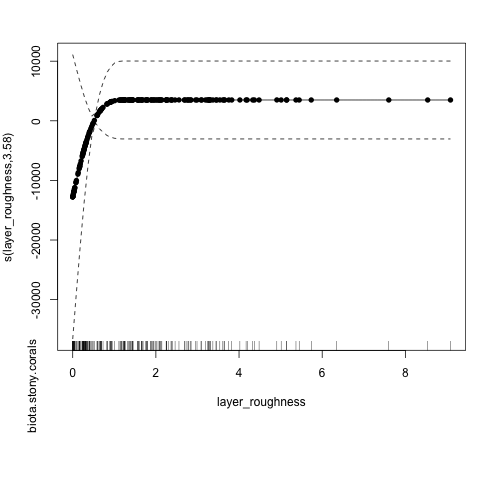 10000
0
-10000
-20000
-30000
s(layer_roughness,3.58)
biota.stony.corals
0 2 4 6 8
layer_roughness